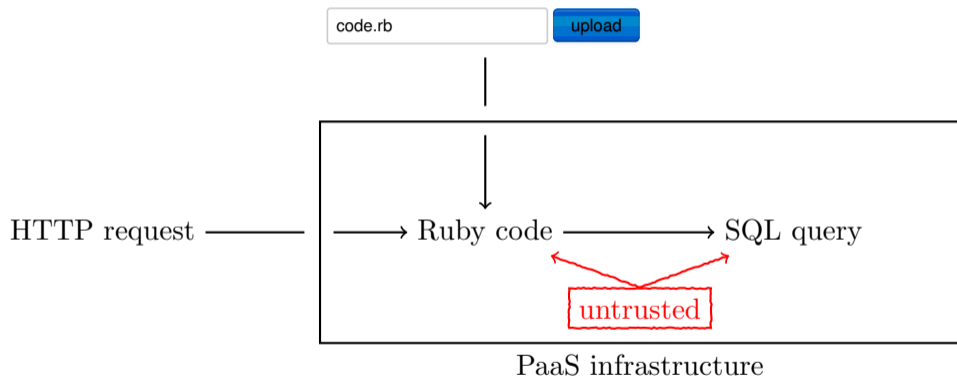 code.rb upload
HTTP request Ruby code SQL query
untrusted
PaaS infrastructure